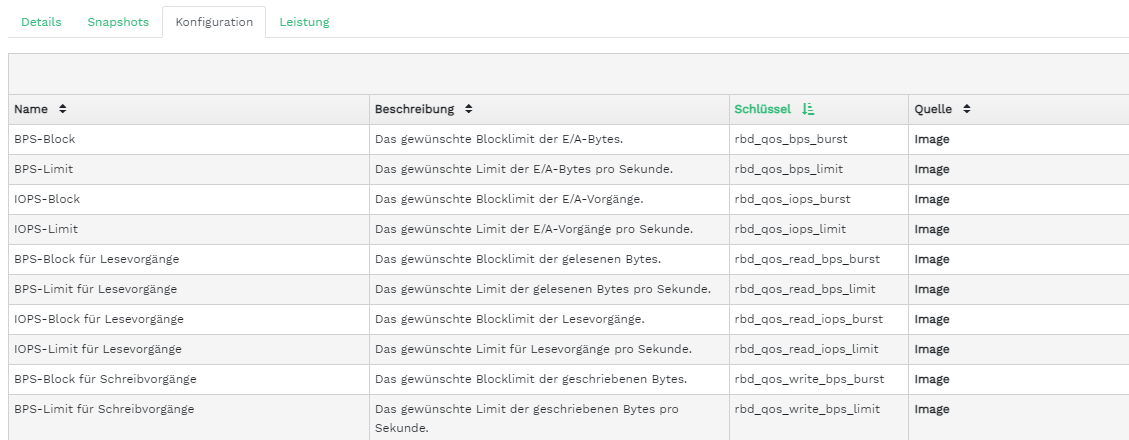 Details Snapshots Konfiguration Leistung
Name Beschreibung Schlüssel Quelle
BPS-Block Das gewünschte Blocklimit der E/A-Bytes. rbd_qos_bps_burst Image
BPS-Limit Das gewünschte Limit der E/A-Bytes pro Sekunde. rbd_qos_bps_limit Image
IOPS-Block Das gewünschte Blocklimit der E/A-Vorgänge. rbd_qos_iops_burst Image
IOPS-Limit Das gewünschte Limit der E/A-Vorgänge pro Sekunde. rbd_qos_iops_limit Image
BPS-Block für Lesevorgänge Das gewünschte Blocklimit der gelesenen Bytes. rbd_qos_read_bps_burst Image
BPS-Limit für Lesevorgänge Das gewünschte Limit der gelesenen Bytes pro Sekunde. rbd_qos_read_bps_limit Image
IOPS-Block für Lesevorgänge Das gewünschte Blocklimit der Lesevorgänge. rbd_qos_read_iops_burst Image
IOPS-Limit für Lesevorgänge Das gewünschte Limit für Lesevorgänge pro Sekunde. rbd_qos_read_iops_limit Image
BPS-Block für Schreibvorgänge Das gewünschte Blocklimit der geschriebenen Bytes. rbd_qos_write_bps_burst Image
BPS-Limit für Schreibvorgänge Das gewünschte Limit der geschriebenen Bytes pro rbd_qos_write_bps_limit Image
Sekunde.